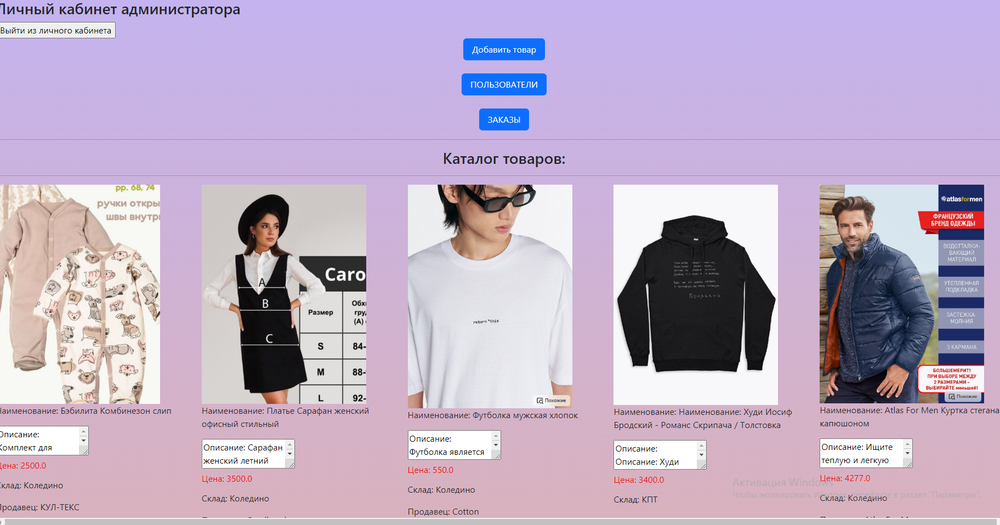 Личный кабинет администратора
Выйти из личного кабинета
Добавить товар
ПОЛЬЗОВАТЕЛИ
ЗАКАЗЫ
Каталог товаров:
рр. 68, 74
ручки откры
швы внутр
Наименование: Бэбилита Комбинезон слип
Описание:
Комплект для
Цена: 2500.0
Склад: Коледино
Продавец: КУЛ-ТЕКС
Caro
A
B
C
Размер
Обхв
груд
(А)
S
84-
M
88-
L
92-
Наименование: Платье Сарафан женский
офисный стильный
Описание: Сарафан
женский летний
Цена: 3500.0
Склад: Коледино
return *this
Похожие
Наименование: Футболка мужская хлопок
Описание:
Футболка является
Цена: 550.0
Склад: Коледино
Продавец: Cotton
Бродский
Наименование: Наименование: Худи Иосиф
Бродский - Романс Скрипача / Толстовка
Описание:
Описание: Худи
Цена: 3400.0
Склад: КПТ
atlasformen
ФРАНЦУЗСКИЙ
БРЕНД ОДЕЖДЫ
ВОДООТТАЛКИ-
ВАЮЩИЙ
МАТЕРИАЛ
УТЕПЛЕННАЯ
ПОДКЛАДКА
ЗАСТЕЖКА-
МОЛНИЯ
3 КАРМАНА
БОЛЬШЕМЕРИТ!
ПРИ ВЫБОРЕ МЕЖДУ
2 РАЗМЕРАМИ –
ВЫБИРАЙТЕ меньший!
Похожие
Наименование: Atlas For Men Куртка стегана
капюшоном
Описание: Ищите
теплую и легкую
Цена: 4277.0
Склад: Коледино
Активация Windows
Чтобы активировать Windows, перейдите в раздел "Параметры".